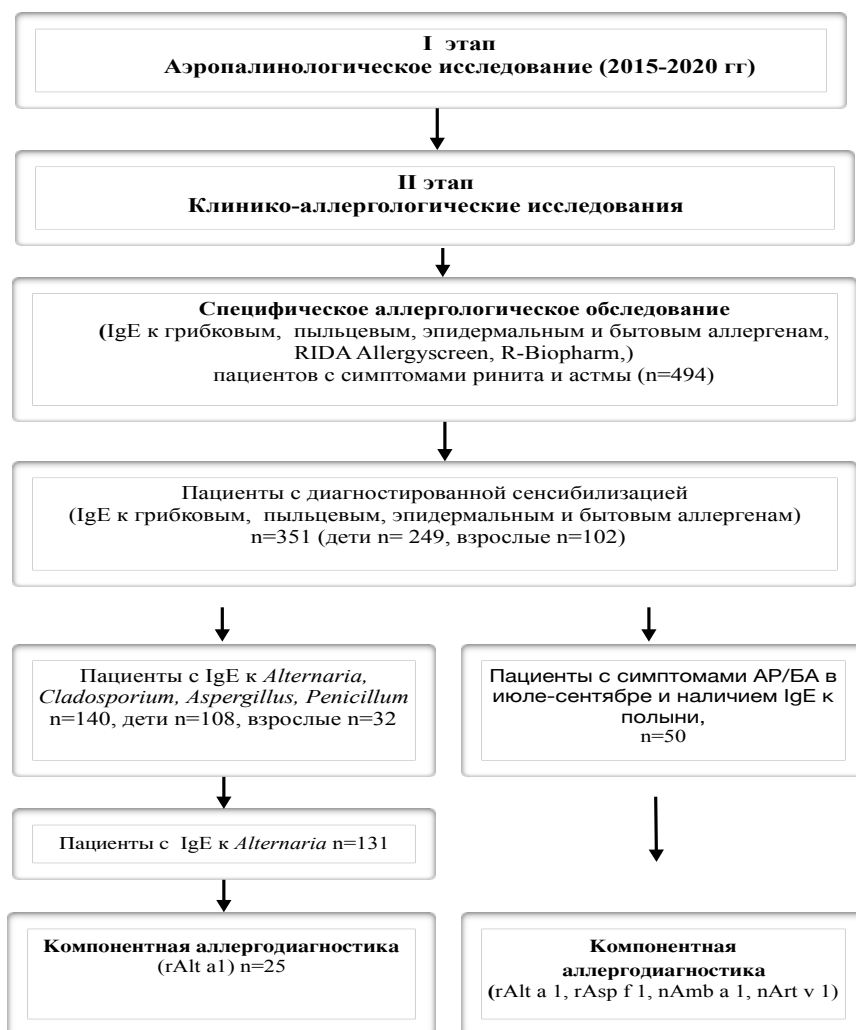 I этап
Аэропалинологическое исследование (2015-2020 гг)
II этап
Клинико-аллергологические исследования
Специфическое аллергологическое обследование
(IgE к грибковым, пыльцевым, эпидермальным и бытовым аллергенам,
RIDA Allergyscreen, R-Biopharm,)
пациентов с симптомами ринита и астмы (n=494)
Пациенты с диагностированной сенсибилизацией
(IgE к грибковым, пыльцевым, эпидермальным и бытовым аллергенам)
n=351 (дети n= 249, взрослые n=102)
Пациенты с IgE к Alternaria,
Cladosporium, Aspergillus, Penicillum
n=140, дети n=108, взрослые n=32
Пациенты с симптомами АР/БА в
июле-сентябре и наличием IgE к
полыни,
n=50
Пациенты с IgE к Alternaria n=131
Компонентная аллергодиагностика
(rAlt a1) n=25
Компонентная
аллергодиагностика
(rAlt a 1, rAsp f 1, nAmb a 1, nArt v 1)